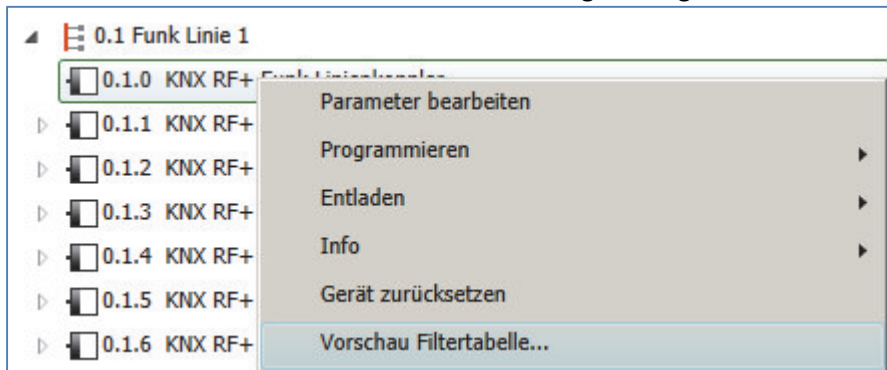 0.1 Funk Linie 1
0.1.0 KNX RF+ Funk Linienkoppler
0.1.1 KNX RF+
0.1.2 KNX RF+
0.1.3 KNX RF+
0.1.4 KNX RF+
0.1.5 KNX RF+
0.1.6 KNX RF+
Parameter bearbeiten
Programmieren
Entladen
Info
Gerät zurücksetzen
Vorschau Filtertabelle...